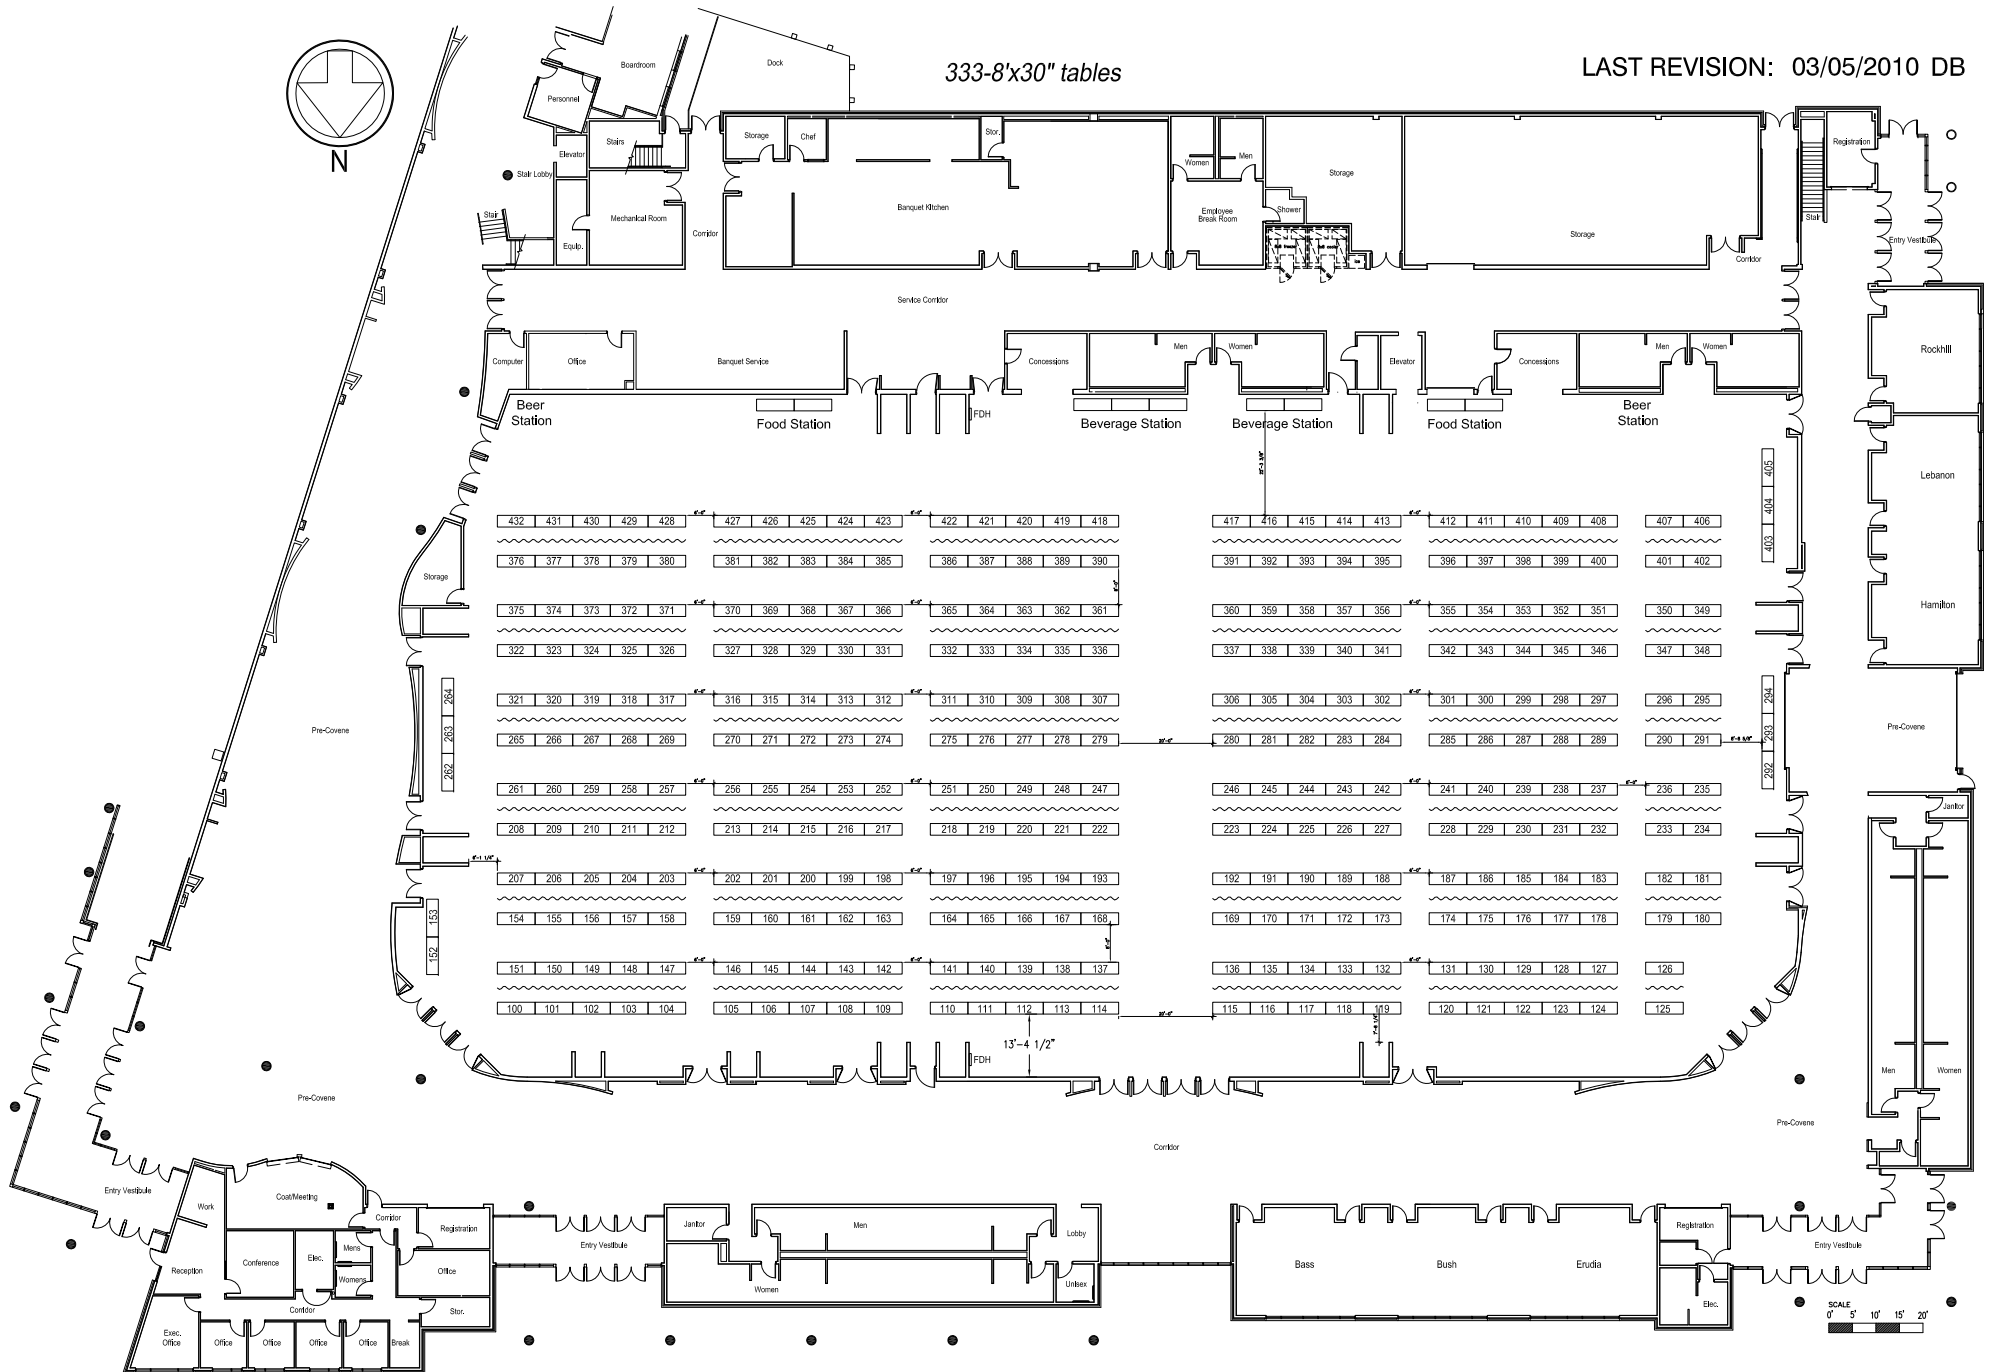 333-8'x30" tables
LAST REVISION: 03/05/2010 DB
N
Boardroom
Dock
Personnel
Elevator
Stairs
Storage
Chef
Stor.
Women
Men
Storage
Registration
Stair Lobby
Stair
Equip.
Mechanical Room
Corridor
Banquet Kitchen
Employee
Break Room
Shower
Storage
Stair
Entry Vestibule
Corridor
Service Corridor
Computer
Office
Banquet Service
Concessions
Men
Women
Elevator
Concessions
Men
Women
Rockhill
Beer
Station
Food Station
FDH
Beverage Station
Beverage Station
Food Station
Beer
Station
Lebanon
Hamilton
Storage
405
404
403
432 431 430 429 428 427 426 425 424 423 422 421 420 419 418 417 416 415 414 413 412 411 410 409 408 407 406
376 377 378 379 380 381 382 383 384 385 386 387 388 389 390 391 392 393 394 395 396 397 398 399 400 401 402
375 374 373 372 371 370 369 368 367 366 365 364 363 362 361 360 359 358 357 356 355 354 353 352 351 350 349
322 323 324 325 326 327 328 329 330 331 332 333 334 335 336 337 338 339 340 341 342 343 344 345 346 347 348
264
263
262
321 320 319 318 317 316 315 314 313 312 311 310 309 308 307 306 305 304 303 302 301 300 299 298 297 296 295
265 266 267 268 269 270 271 272 273 274 275 276 277 278 279 20'-0" 280 281 282 283 284 285 286 287 288 289 290 291
294
293
292
Pre-Covene
Pre-Covene
261 260 259 258 257 256 255 254 253 252 251 250 249 248 247 246 245 244 243 242 241 240 239 238 237 236 235
208 209 210 211 212 213 214 215 216 217 218 219 220 221 222 223 224 225 226 227 228 229 230 231 232 233 234
Janitor
207 206 205 204 203 202 201 200 199 198 197 196 195 194 193 192 191 190 189 188 187 186 185 184 183 182 181
153
152
154 155 156 157 158 159 160 161 162 163 164 165 166 167 168 169 170 171 172 173 174 175 176 177 178 179 180
151 150 149 148 147 146 145 144 143 142 141 140 139 138 137 136 135 134 133 132 131 130 129 128 127 126
100 101 102 103 104 105 106 107 108 109 110 111 112 113 114 20'-0" 115 116 117 118 119 120 121 122 123 124 125
13'-4 1/2"
FDH
Men
Women
Pre-Covene
Pre-Covene
Corridor
Entry Vestibule
Work
Coat/Meeting
Corridor
Registration
Entry Vestibule
Janitor
Men
Women
Lobby
Unisex
Bass
Bush
Erudia
Registration
Elec.
Entry Vestibule
Reception
Conference
Elec.
Mens
Womens
Office
Stor.
Corridor
Exec.
Office
Office
Office
Office
Office
Break
SCALE
0' 5' 10' 15' 20'